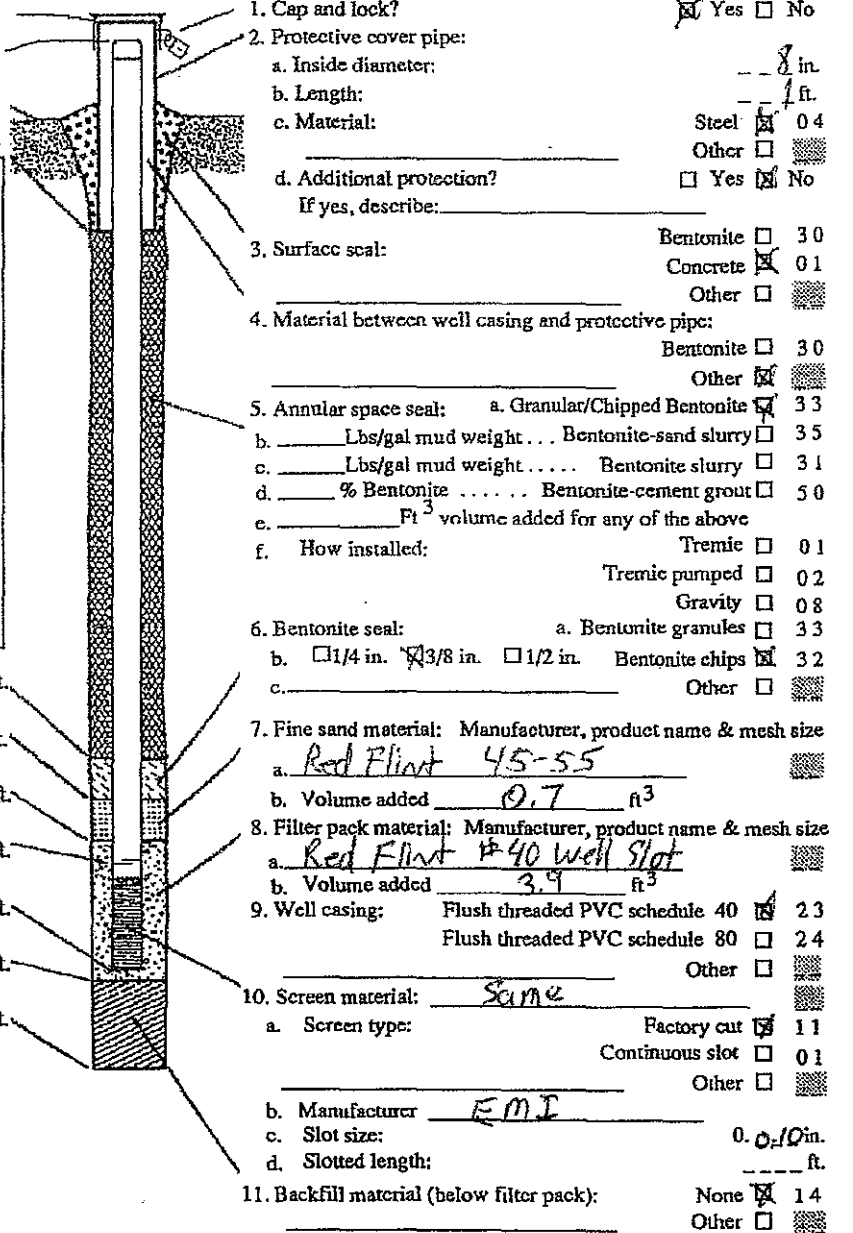 1. Cap and lock? ☒ Yes ☐ No
2. Protective cover pipe:
a. Inside diameter: _ _ 8 in.
b. Length: _ _ 1 ft.
c. Material: Steel ☒ 04
Other ☐
d. Additional protection? ☐ Yes ☒ No
If yes, describe:
3. Surface seal: Bentonite ☐ 30
Concrete ☒ 01
Other ☐
4. Material between well casing and protective pipe:
Bentonite ☐ 30
Other ☒
5. Annular space seal: a. Granular/Chipped Bentonite ☒ 33
b. ______Lbs/gal mud weight . . . Bentonite-sand slurry ☐ 35
c. ______Lbs/gal mud weight . . . . . Bentonite slurry ☐ 31
d. ______ % Bentonite . . . . . . Bentonite-cement grout ☐ 50
e. ____________Ft 3 volume added for any of the above
f. How installed: Tremie ☐ 01
Tremie pumped ☐ 02
Gravity ☐ 08
6. Bentonite seal: a. Bentonite granules ☐ 33
b. ☐1/4 in. ☒3/8 in. ☐1/2 in. Bentonite chips ☒ 32
c. Other ☐
t.
7. Fine sand material: Manufacturer, product name & mesh size
t.
a. Red Flint 45-55
b. Volume added 0.7 ft3
t.
8. Filter pack material: Manufacturer, product name & mesh size
t.
a. Red Flint #40 Well Slot
b. Volume added 3.9 ft3
9. Well casing: Flush threaded PVC schedule 40 ☒ 23
t.
Flush threaded PVC schedule 80 ☐ 24
t.
Other ☐
10. Screen material: Same
t.
a. Screen type: Factory cut ☒ 11
Continuous slot ☐ 01
Other ☐
b. Manufacturer EMI
c. Slot size: 0. 0.10in.
d. Slotted length: _ _ _ _ ft.
11. Backfill material (below filter pack): None ☒ 14
Other ☐